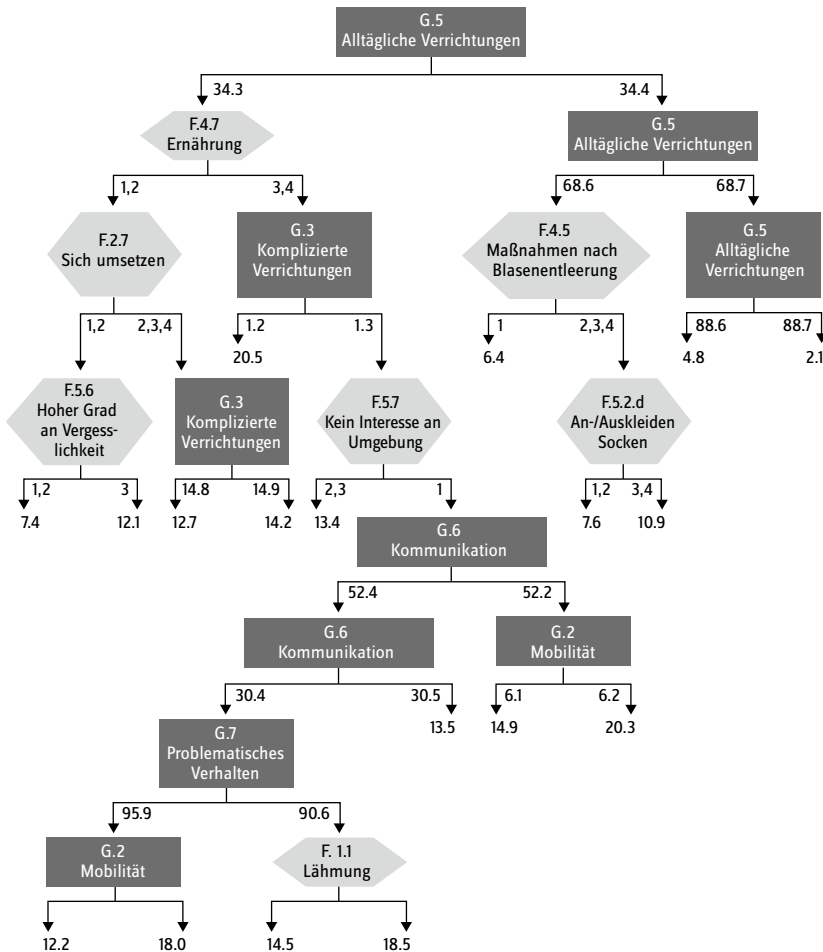 G.5
Alltägliche Verrichtungen
34.3
34.4
F.4.7
Ernährung
G.5
Alltägliche Verrichtungen
1,2
3,4
68.6
68.7
F.2.7
Sich umsetzen
G.3
Komplizierte
Verrichtungen
F.4.5
Maßnahmen nach
Blasenentleerung
G.5
Alltägliche
Verrichtungen
1,2
2,3,4
1.2
1.3
1
2,3,4
88.6
88.7
20.5
6.4
4.8
2.1
F.5.6
Hoher Grad
an Vergess-
lichkeit
G.3
Komplizierte
Verrichtungen
F.5.7
Kein Interesse an
Umgebung
F.5.2.d
An-/Auskleiden
Socken
1,2
3
14.8
14.9
2,3
1
1,2
3,4
7.4
12.1
12.7
14.2
13.4
7.6
10.9
G.6
Kommunikation
52.4
52.2
G.6
Kommunikation
G.2
Mobilität
30.4
30.5
6.1
6.2
13.5
14.9
20.3
G.7
Problematisches
Verhalten
95.9
90.6
G.2
Mobilität
F. 1.1
Lähmung
12.2
18.0
14.5
18.5